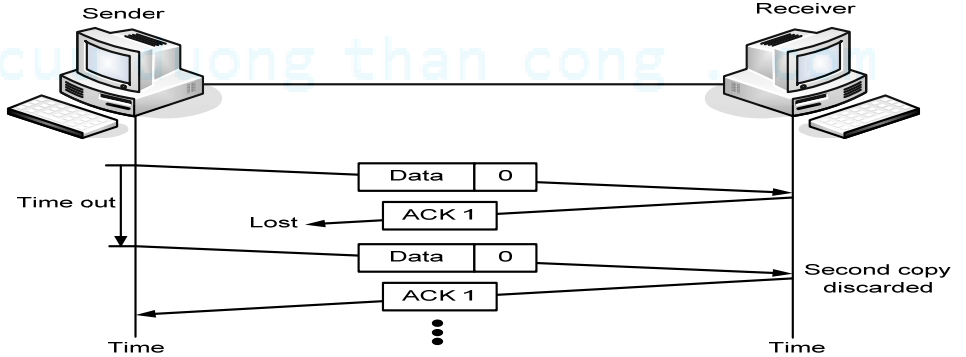 Sender
Receiver
cuu duong than cong . com
Data 0
Time out
ACK 1
Lost
Data 0
Second copy
discarded
ACK 1
Time
Time